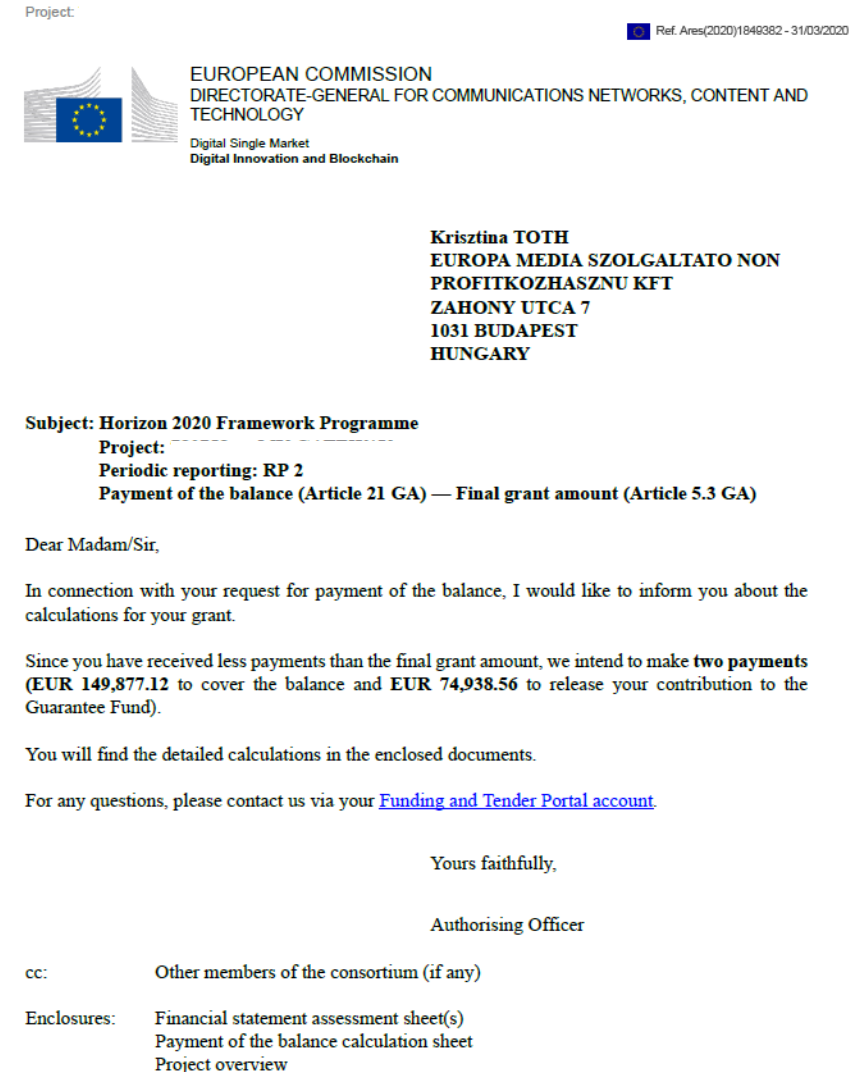 Project:
Ref. Ares(2020)1849382 - 31/03/2020
EUROPEAN COMMISSION
DIRECTORATE-GENERAL FOR COMMUNICATIONS NETWORKS, CONTENT AND
TECHNOLOGY
Digital Single Market
Digital Innovation and Blockchain
Krisztina TOTH
EUROPA MEDIA SZOLGALTATO NON
PROFITKOZHASZNU KFT
ZAHONY UTCA 7
1031 BUDAPEST
HUNGARY
Subject: Horizon 2020 Framework Programme
Project:
Periodic reporting: RP 2
Payment of the balance (Article 21 GA) — Final grant amount (Article 5.3 GA)
Dear Madam/Sir,
In connection with your request for payment of the balance, I would like to inform you about the
calculations for your grant.
Since you have received less payments than the final grant amount, we intend to make two payments
(EUR 149,877.12 to cover the balance and EUR 74,938.56 to release your contribution to the
Guarantee Fund).
You will find the detailed calculations in the enclosed documents.
For any questions, please contact us via your Funding and Tender Portal account.
Yours faithfully,
Authorising Officer
cc: Other members of the consortium (if any)
Enclosures: Financial statement assessment sheet(s)
Payment of the balance calculation sheet
Project overview